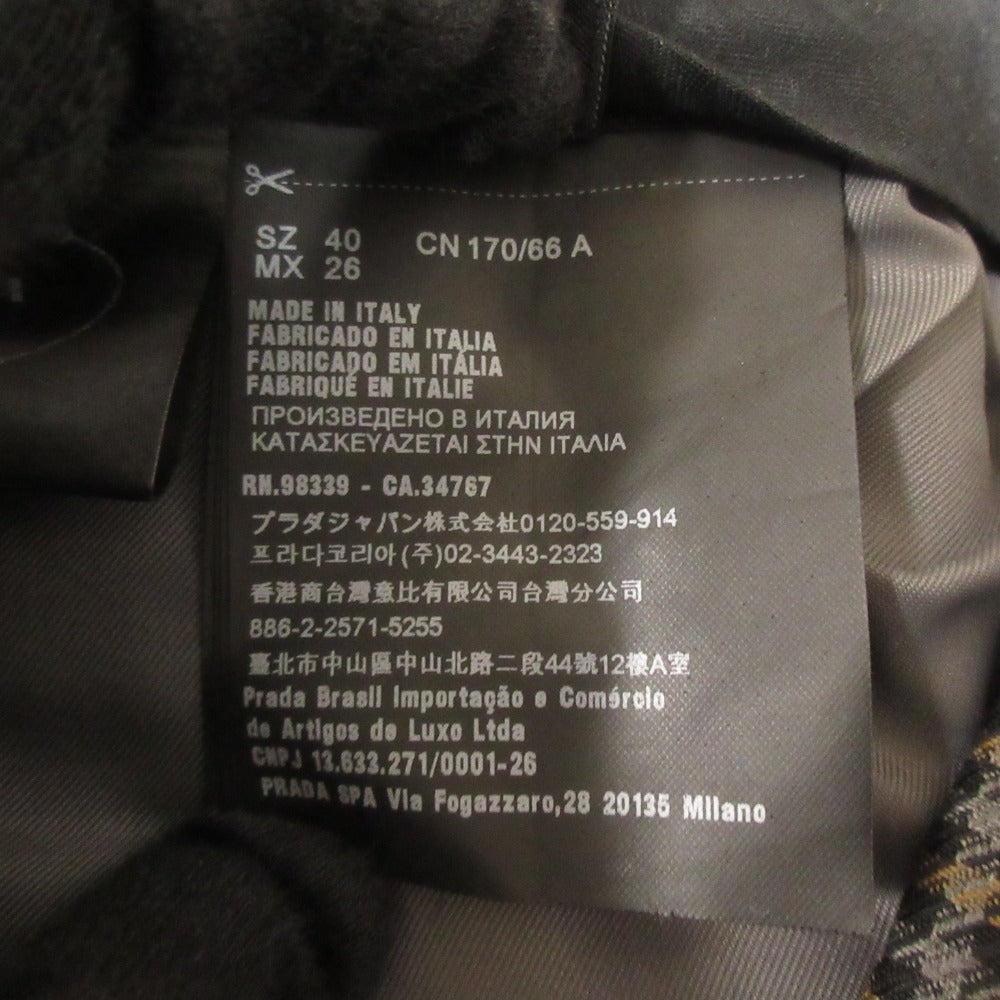 SZ 40 CN 170/66 A
MX 26
MADE IN ITALY
FABRICADO EN ITALIA
FABRICADO EM ITÁLIA
FABRIQUÉ EN ITALIE
ПРОИЗВЕДЕНО В ИТАЛИЯ
ΚΑΤΑΣΚΕΥΑΖΕΤΑΙ ΣΤΗΝ ΙΤΑΛΙΑ
RN.98339 - CA.34767
プラダジャパン株式会社0120-559-914
프라다코리아(주)02-3443-2323
香港商台灣意比有限公司台灣分公司
886-2-2571-5255
臺北市中山區中山北路二段44號12樓A室
Prada Brasil Importação e Comércio
de Artigos de Luxo Ltda
CNPJ 13.633.271/0001-26
PRADA SPA Via Fogazzaro,28 20135 Milano